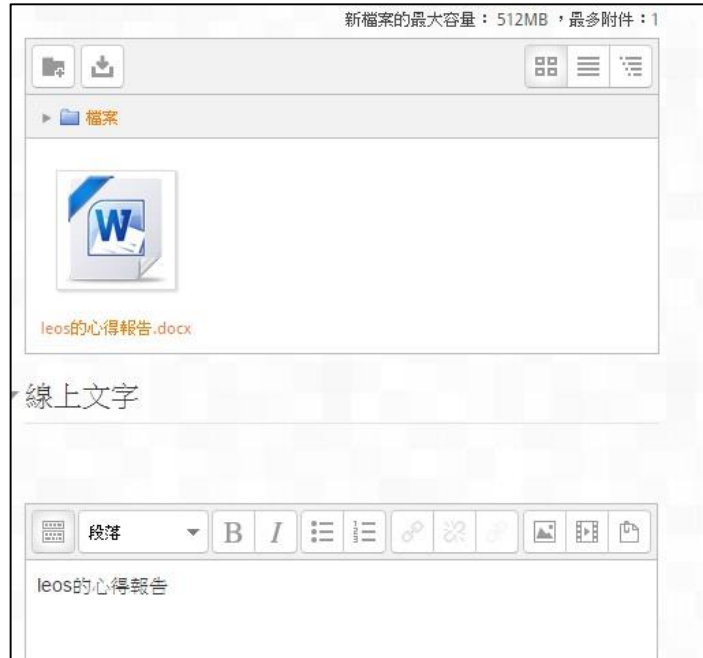 新檔案的最大容量： 512MB ，最多附件：1
檔案
leos的心得報告.docx
線上文字
段落
B I
leos的心得報告